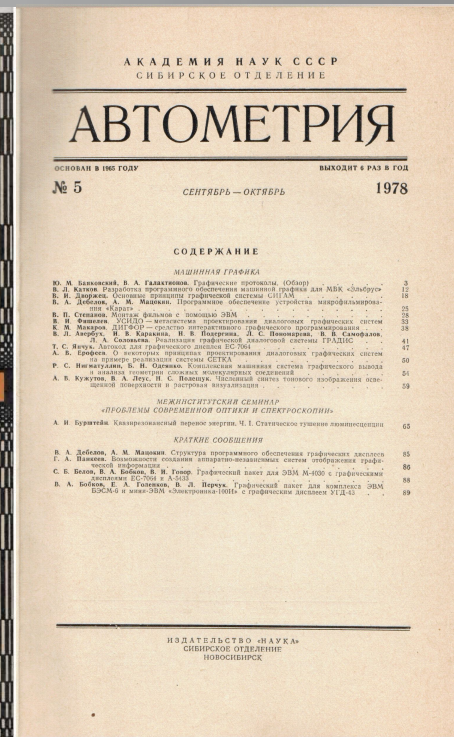 АКАДЕМИЯ НАУК СССР
СИБИРСКОЕ ОТДЕЛЕНИЕ
АВТОМЕТРИЯ
ОСНОВАН В 1965 ГОДУ ВЫХОДИТ 6 РАЗ В ГОД
№ 5 СЕНТЯБРЬ — ОКТЯБРЬ 1978
СОДЕРЖАНИЕ
МАШИННАЯ ГРАФИКА
Ю. М. Баяковский, В. А. Галактионов. Графические протоколы. (Обзор) 3
В. Л. Катков. Разработка программного обеспечения машинной графики для МВК «Эльбрус» 12
В. И. Дворжец. Основные принципы графической системы СИГАМ 18
В. А. Дебелов, А. М. Мацокин. Программное обеспечение устройства микрофильмирова-
ния «Карат» 25
В. П. Степанов. Монтаж фильмов с помощью ЭВМ 28
В. И. Фишелев. УСИДО — метасистема проектирования диалоговых графических систем 33
К. М. Макаров. ДИГФОР — средство интерактивного графического программирования 38
В. Л. Авербух, Н. В. Каракина, Н. В. Подергина, Л. С. Пономарева, В. В. Самофалов,
Л. А. Соловьева. Реализация графической диалоговой системы ГРАДИС 41
Т. С. Янчук. Автокод для графического дисплея ЕС-7064 47
А. В. Ерофеев. О некоторых принципах проектирования диалоговых графических систем
на примере реализации системы СЕТКА 50
Р. С. Нигматуллин, Б. Н. Одеянко. Комплексная машинная система графического вывода
и анализа геометрии сложных молекулярных соединений 54
А. В. Кужутов, В. А. Леус, Н. С. Полещук. Численный синтез тонового изображения осве-
щенной поверхности и растровая визуализация 59
МЕЖИНСТИТУТСКИЙ СЕМИНАР
«ПРОБЛЕМЫ СОВРЕМЕННОЙ ОПТИКИ И СПЕКТРОСКОПИИ»
А. И. Бурштейн. Квазирезонансный перенос энергии. Ч. I. Статическое тушение люминесценции 65
КРАТКИЕ СООБЩЕНИЯ
В. А. Дебелов, А. М. Мацокин. Структура программного обеспечения графических дисплеев 85
Г. А. Панкеев. Возможности создания аппаратно-независимых систем отображения графи-
ческой информации 86
С. Б. Белов, В. А. Бобков, В. И. Говор. Графический пакет для ЭВМ М-4030 с графическими
дисплеями ЕС-7064 и А-5433 88
В. А. Бобков, Е. А. Голенков, В. Л. Перчук. Графический пакет для комплекса ЭВМ
БЭСМ-6 и мини-ЭВМ «Электроника-100И» с графическим дисплеем УГД-43 89
ИЗДАТЕЛЬСТВО «НАУКА»
СИБИРСКОЕ ОТДЕЛЕНИЕ
НОВОСИБИРСК